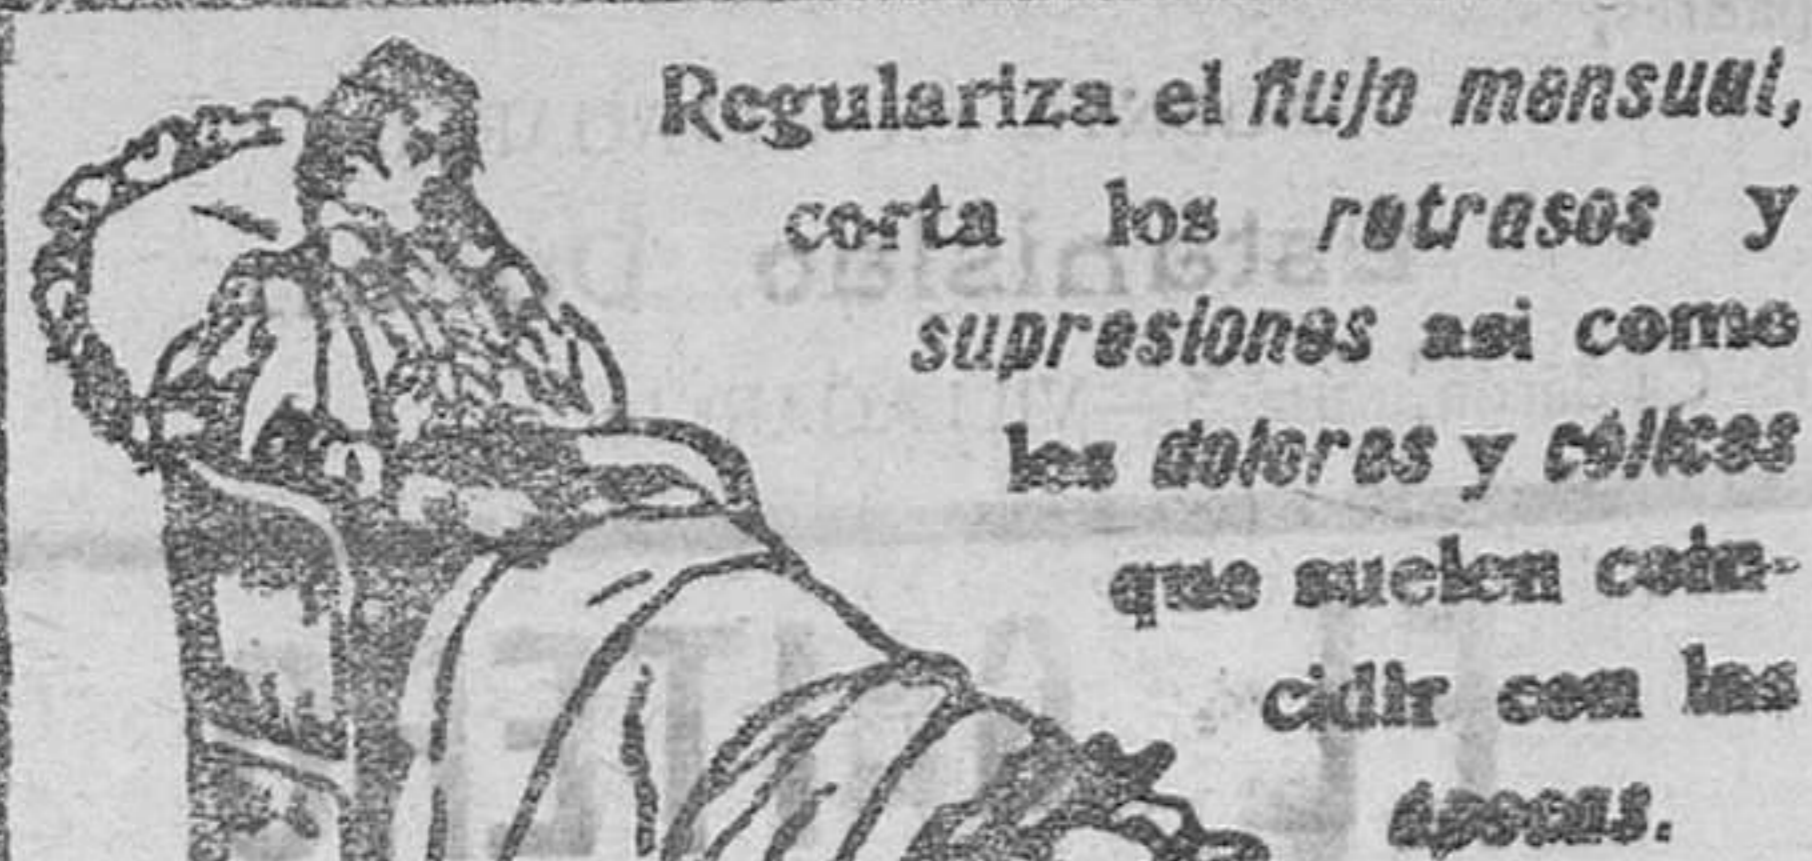 Regulariza el flujo mensual,
corta los retrasos y
supresiones asi como
los dolores y cólicos
que suelen coin-
cidir con las
épocas.